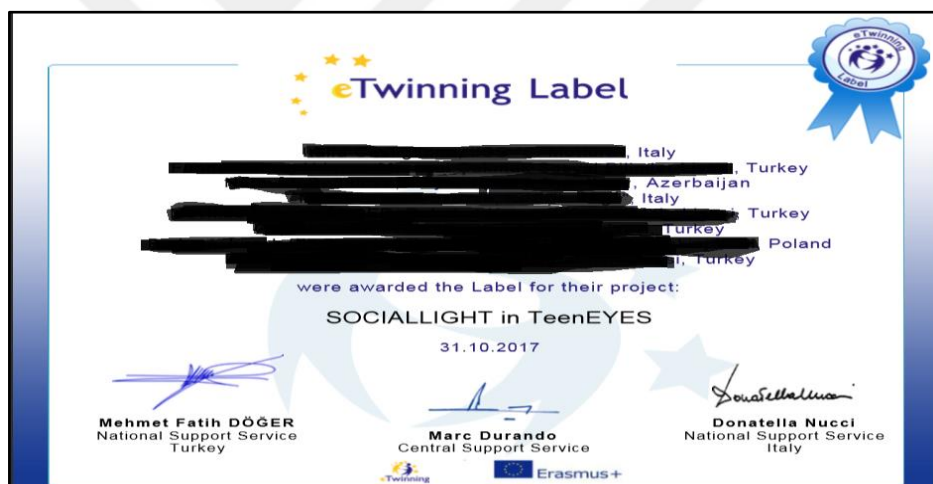 eTwinning
Label
eTwinning Label
, Italy
, Turkey
, Azerbaijan
, Italy
, Turkey
Turkey
, Poland
, Turkey
were awarded the Label for their project:
SOCIALLIGHT in TeenEYES
31.10.2017
Mehmet Fatih DÖĞER
National Support Service
Turkey
Marc Durando
Central Support Service
Donatella Nucci
National Support Service
Italy
eTwinning
Erasmus+